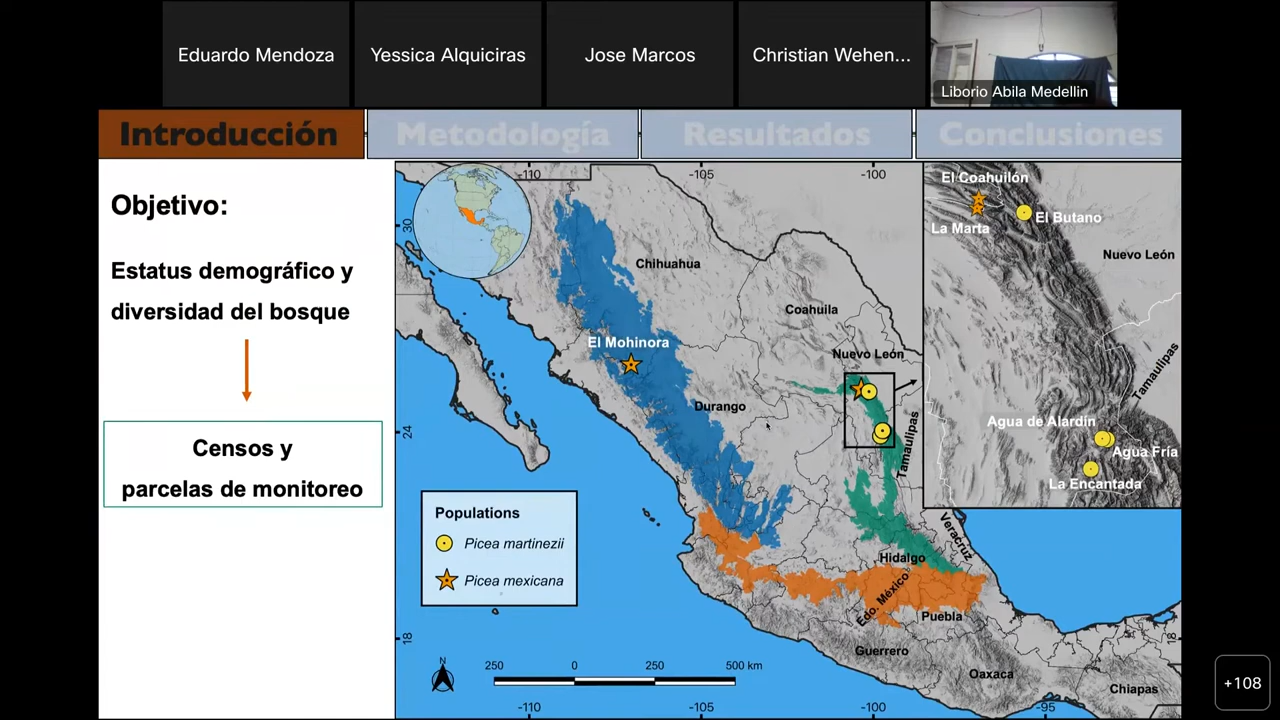 Eduardo Mendoza
Yessica Alquiciras
Jose Marcos
Christian Wehen...
Liborio Abila Medellin
Introducción
Metodología
Resultados
Conclusiones
Objetivo:
Estatus demográfico y
diversidad del bosque
Censos y
parcelas de monitoreo
-110
-105
-100
30
24
18
Chihuahua
Coahuila
El Mohinora
Nuevo León
Durango
Tamaulipas
Veracruz
Hidalgo
Edo. México
Puebla
Guerrero
Oaxaca
Chiapas
Populations
Picea martinezii
Picea mexicana
N
250
0
250
500 km
-110
-105
-100
-95
18
El Coahuilón
La Marta
El Butano
Nuevo León
Tamaulipas
Agua de Alardín
Agua Fría
La Encantada
+108